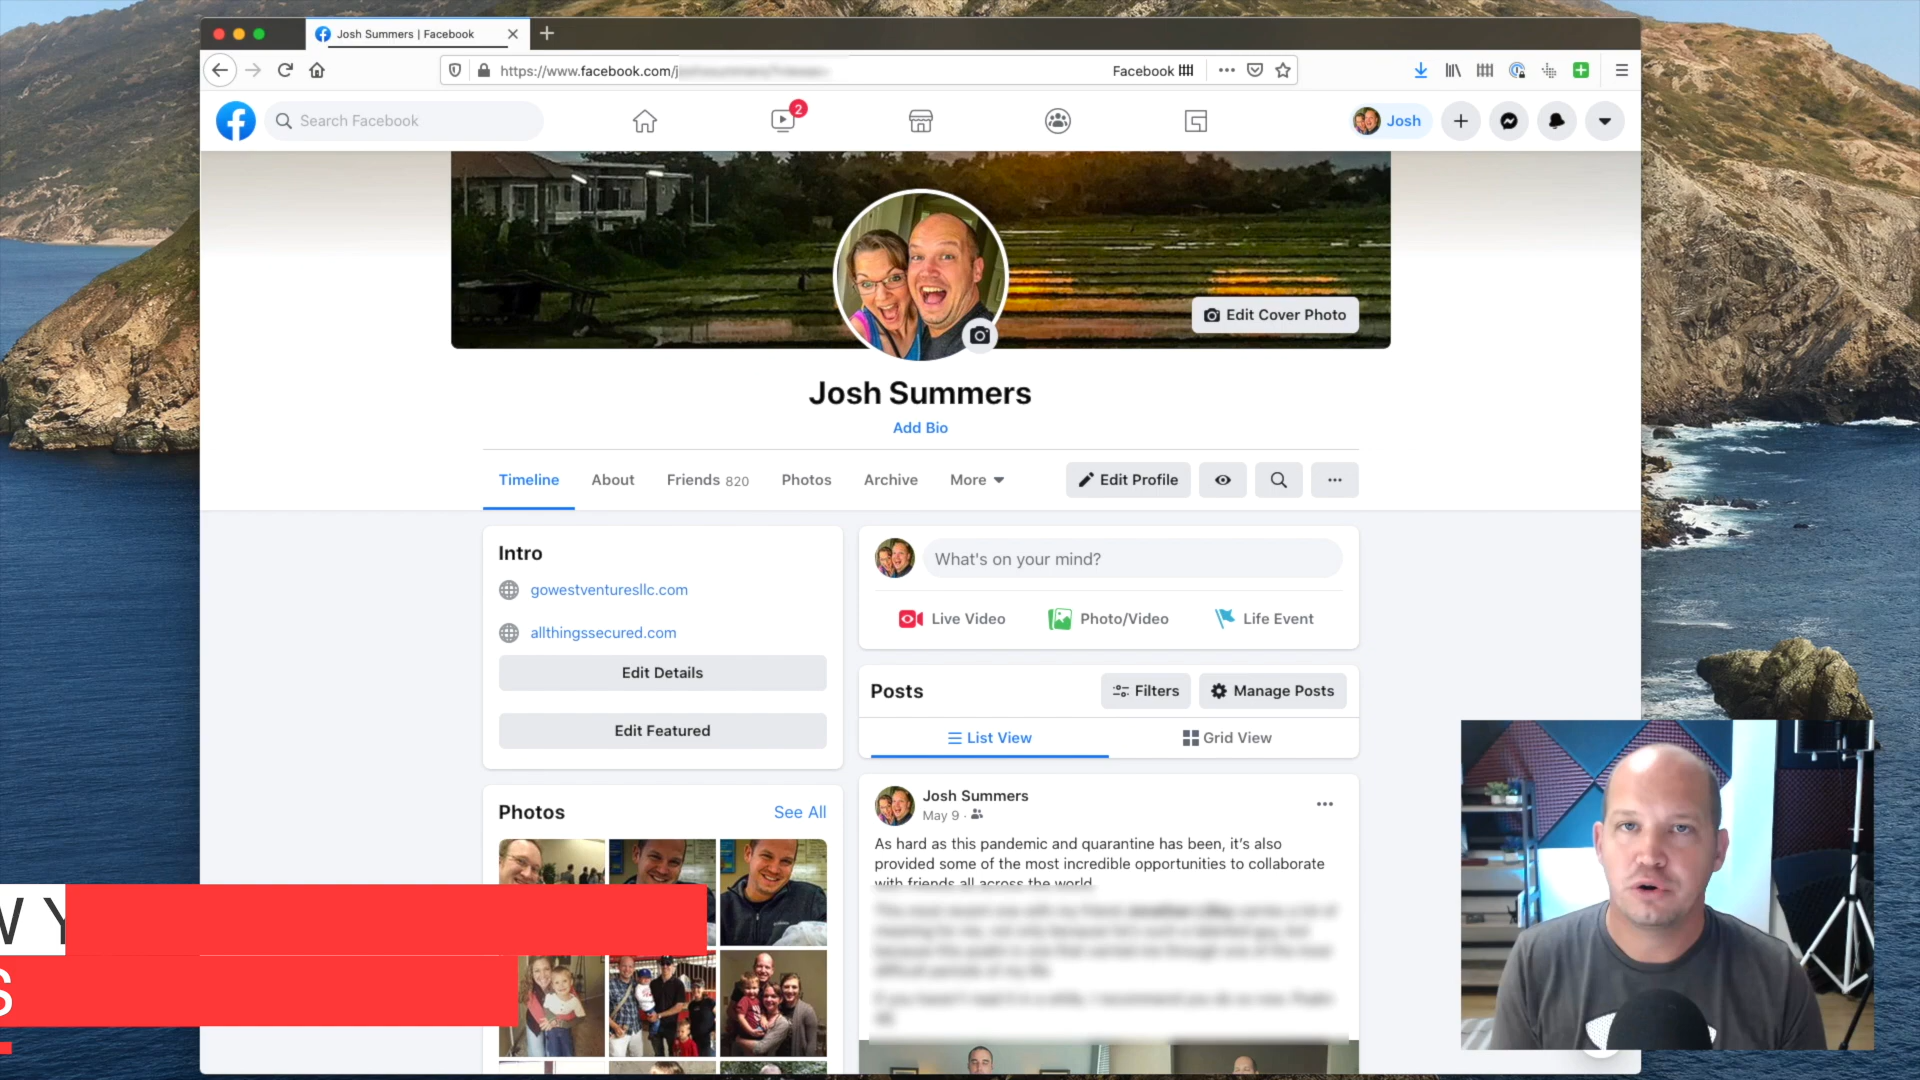 Josh Summers | Facebook
https://www.facebook.com/j
Facebook
Search Facebook
2
Josh
Edit Cover Photo
Josh Summers
Add Bio
Timeline
About
Friends 820
Photos
Archive
More
Edit Profile
Intro
gowestventuresllc.com
allthingssecured.com
Edit Details
Edit Featured
Photos
See All
What's on your mind?
Live Video
Photo/Video
Life Event
Posts
Filters
Manage Posts
List View
Grid View
Josh Summers
May 9 ·
As hard as this pandemic and quarantine has been, it's also
provided some of the most incredible opportunities to collaborate
with friends all across the world.
W Y
S